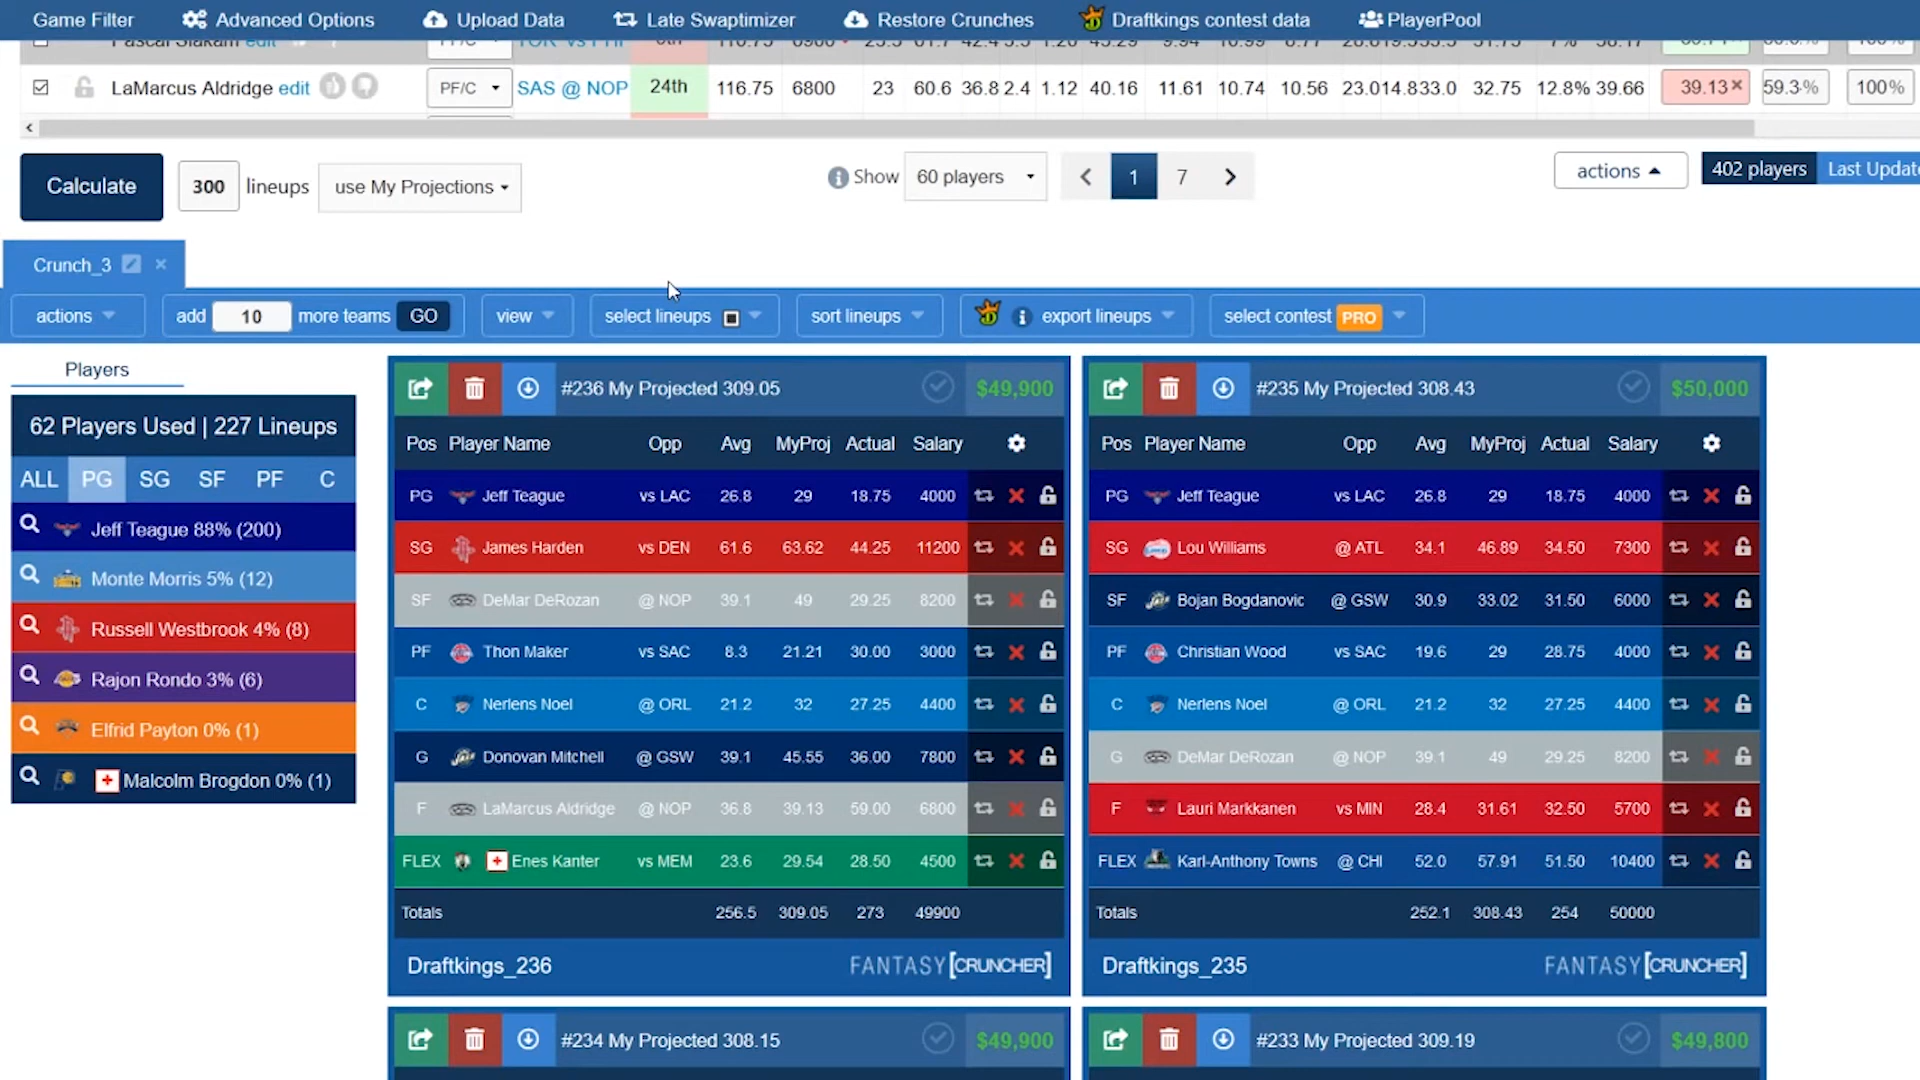 Game Filter Advanced Options Upload Data Late Swaptimizer Restore Crunches Draftkings contest data PlayerPool
Pascal Siakam edit PF/C TOR vs PHI
LaMarcus Aldridge edit PF/C SAS @ NOP 24th 116.75 6800 23 60.6 36.8 2.4 1.12 40.16 11.61 10.74 10.56 23.0 14.8 33.0 32.75 12.8% 39.66 39.13 59.3 % 100%
Calculate 300 lineups use My Projections Show 60 players 1 7 actions 402 players Last Update
Crunch_3
actions add 10 more teams GO view select lineups sort lineups export lineups select contest PRO
Players
62 Players Used | 227 Lineups
ALL PG SG SF PF C
Jeff Teague 88% (200)
Monte Morris 5% (12)
Russell Westbrook 4% (8)
Rajon Rondo 3% (6)
Elfrid Payton 0% (1)
Malcolm Brogdon 0% (1)
#236 My Projected 309.05 $49,900
Pos Player Name Opp Avg MyProj Actual Salary
PG Jeff Teague vs LAC 26.8 29 18.75 4000
SG James Harden vs DEN 61.6 63.62 44.25 11200
SF DeMar DeRozan @ NOP 39.1 49 29.25 8200
PF Thon Maker vs SAC 8.3 21.21 30.00 3000
C Nerlens Noel @ ORL 21.2 32 27.25 4400
G Donovan Mitchell @ GSW 39.1 45.55 36.00 7800
F LaMarcus Aldridge @ NOP 36.8 39.13 59.00 6800
FLEX Enes Kanter vs MEM 23.6 29.54 28.50 4500
Totals 256.5 309.05 273 49900
Draftkings_236 FANTASY[CRUNCHER]
#235 My Projected 308.43 $50,000
Pos Player Name Opp Avg MyProj Actual Salary
PG Jeff Teague vs LAC 26.8 29 18.75 4000
SG Lou Williams @ ATL 34.1 46.89 34.50 7300
SF Bojan Bogdanovic @ GSW 30.9 33.02 31.50 6000
PF Christian Wood vs SAC 19.6 29 28.75 4000
C Nerlens Noel @ ORL 21.2 32 27.25 4400
G DeMar DeRozan @ NOP 39.1 49 29.25 8200
F Lauri Markkanen vs MIN 28.4 31.61 32.50 5700
FLEX Karl-Anthony Towns @ CHI 52.0 57.91 51.50 10400
Totals 252.1 308.43 254 50000
Draftkings_235 FANTASY[CRUNCHER]
#234 My Projected 308.15 $49,900
#233 My Projected 309.19 $49,800